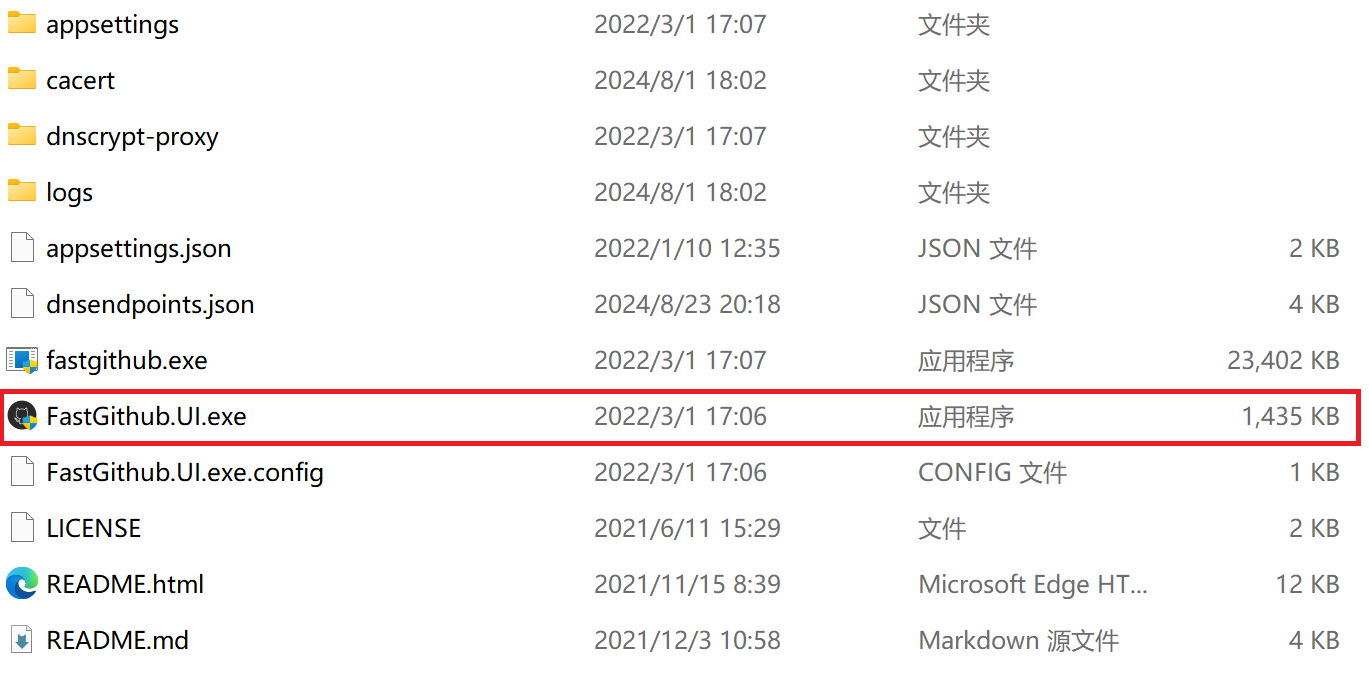 appsettings 2022/3/1 17:07 文件夹
cacert 2024/8/1 18:02 文件夹
dnscrypt-proxy 2022/3/1 17:07 文件夹
logs 2024/8/1 18:02 文件夹
appsettings.json 2022/1/10 12:35 JSON 文件 2 KB
dnsendpoints.json 2024/8/23 20:18 JSON 文件 4 KB
fastgithub.exe 2022/3/1 17:07 应用程序 23,402 KB
FastGithub.UI.exe 2022/3/1 17:06 应用程序 1,435 KB
FastGithub.UI.exe.config 2022/3/1 17:06 CONFIG 文件 1 KB
LICENSE 2021/6/11 15:29 文件 2 KB
README.html 2021/11/15 8:39 Microsoft Edge HT... 12 KB
README.md 2021/12/3 10:58 Markdown 源文件 4 KB